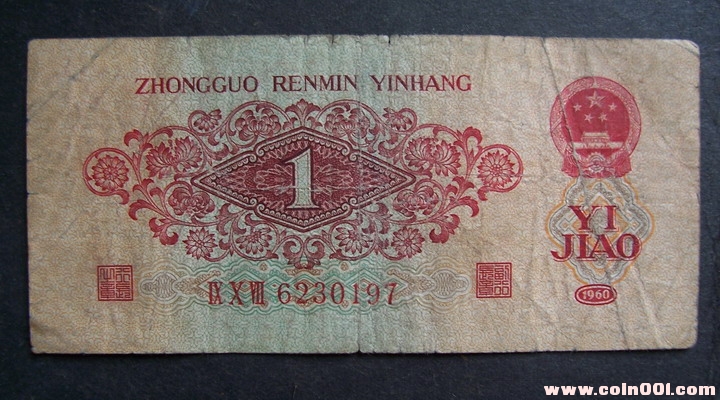 ZHONGGUO RENMIN YINHANG
1
YI
JIAO
IX X VIII 6230197
1960
www.coin001.com